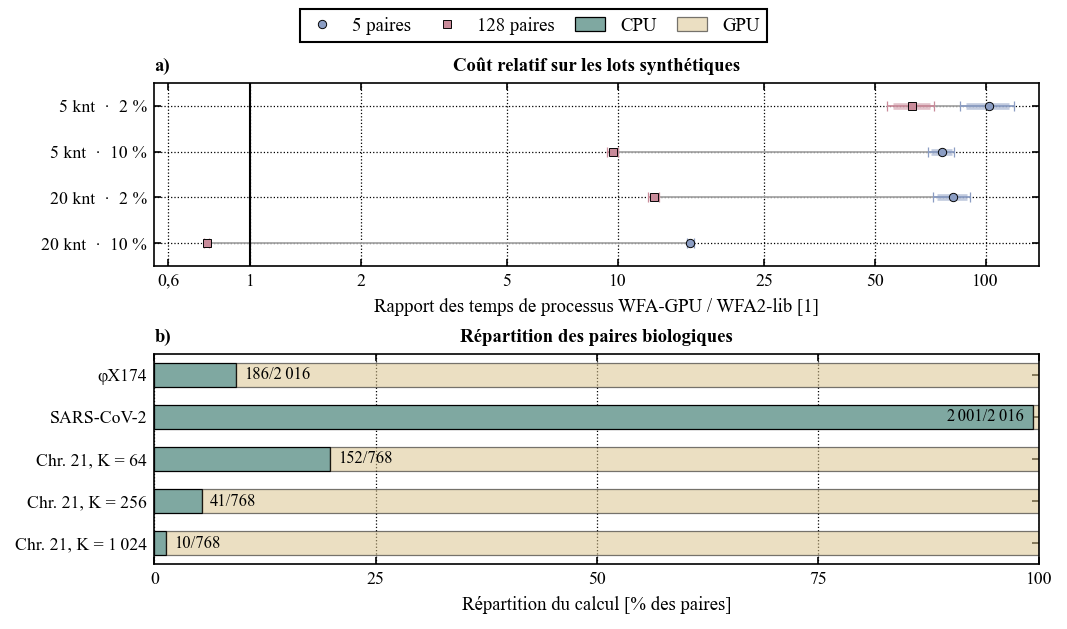 5 paires 128 paires CPU GPU
a) Coût relatif sur les lots synthétiques
5 knt · 2 %
5 knt · 10 %
20 knt · 2 %
20 knt · 10 %
0,6 1 2 5 10 25 50 100
Rapport des temps de processus WFA-GPU / WFA2-lib [1]
b) Répartition des paires biologiques
φX174 186/2 016
SARS-CoV-2 2 001/2 016
Chr. 21, K = 64 152/768
Chr. 21, K = 256 41/768
Chr. 21, K = 1 024 10/768
0 25 50 75 100
Répartition du calcul [% des paires]